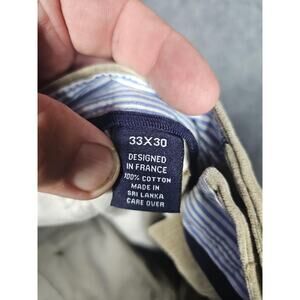 33X30
DESIGNED
IN FRANCE
100% COTTON
MADE IN
SRI LANKA
CARE OVER